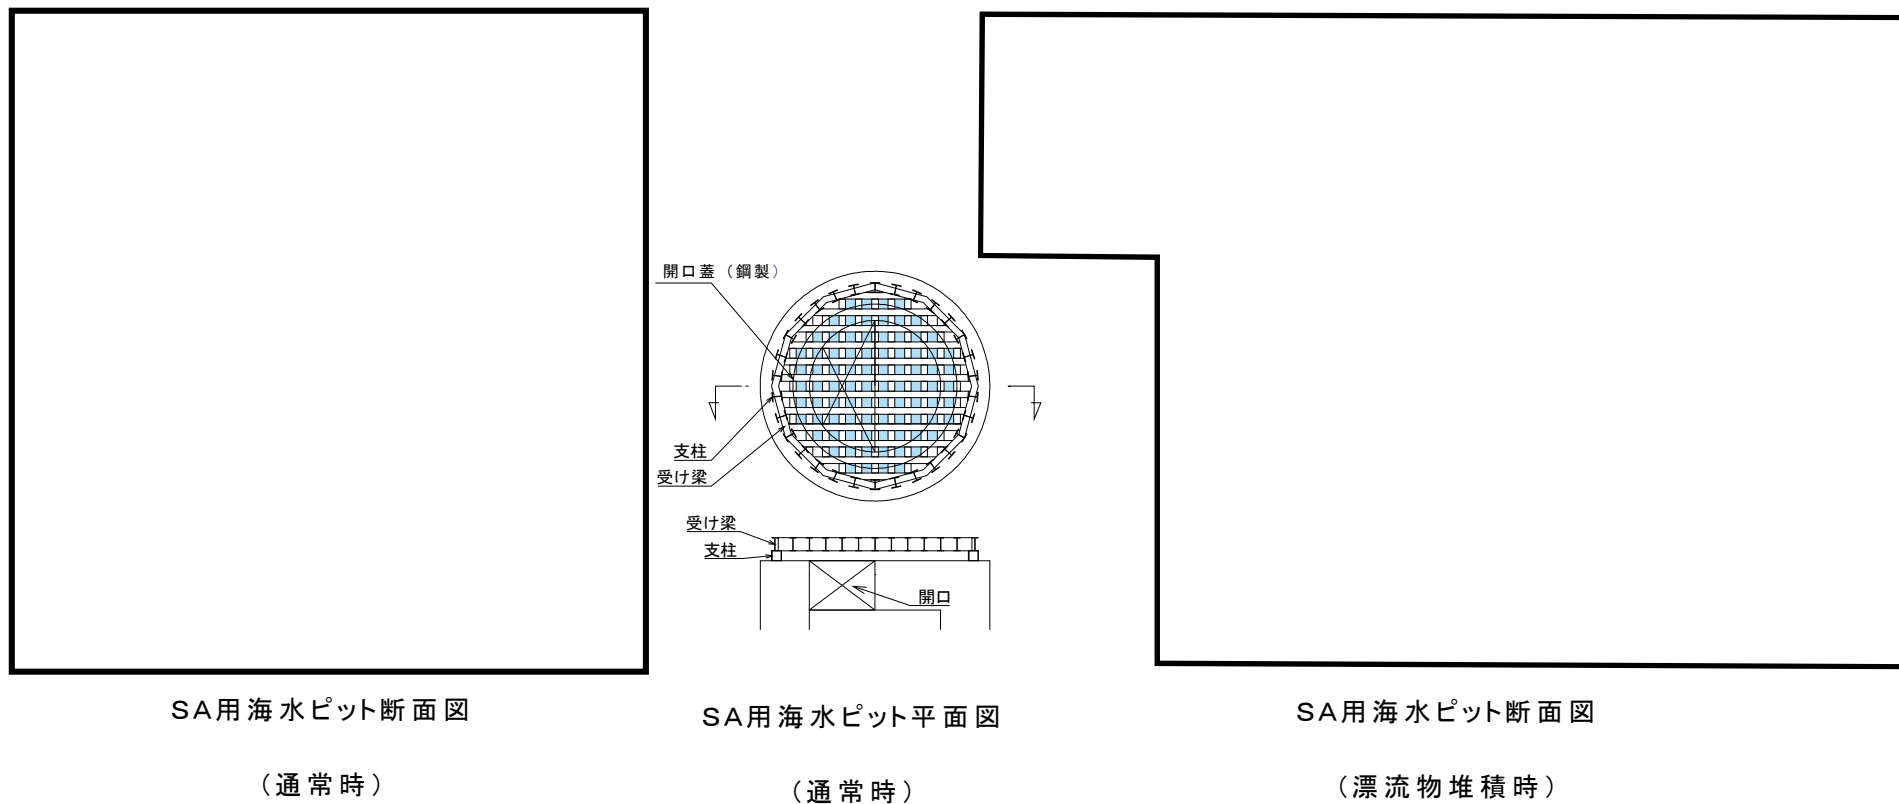 開口蓋（鋼製）
支柱
受け梁
受け梁
支柱
開口
SA用海水ピット断面図
（通常時）
SA用海水ピット平面図
（通常時）
SA用海水ピット断面図
（漂流物堆積時）